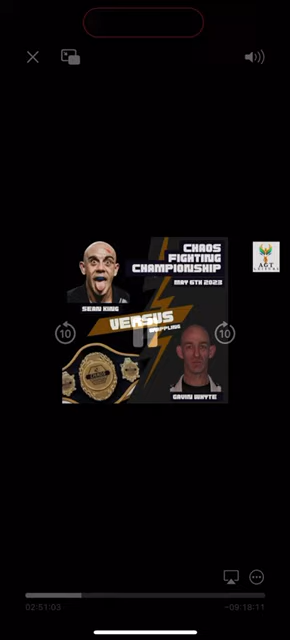 CHAOS
FIGHTING
CHAMPIONSHIP
MAY 6TH 2023
SEAN KING
VERSUS
GRAPPLING
GAVIN WHYTE
10
10
AGT
02:51:03
-09:18:11